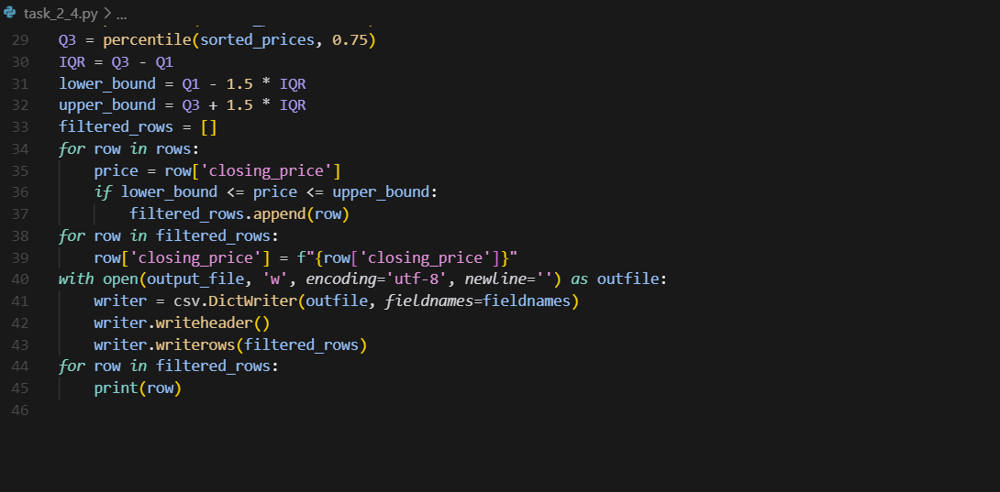 task_2_4.py > ...
29 Q3 = percentile(sorted_prices, 0.75)
30 IQR = Q3 - Q1
31 lower_bound = Q1 - 1.5 * IQR
32 upper_bound = Q3 + 1.5 * IQR
33 filtered_rows = []
34 for row in rows:
35     price = row['closing_price']
36     if lower_bound <= price <= upper_bound:
37         filtered_rows.append(row)
38 for row in filtered_rows:
39     row['closing_price'] = f"{row['closing_price']}"
40 with open(output_file, 'w', encoding='utf-8', newline='') as outfile:
41     writer = csv.DictWriter(outfile, fieldnames=fieldnames)
42     writer.writeheader()
43     writer.writerows(filtered_rows)
44 for row in filtered_rows:
45     print(row)
46